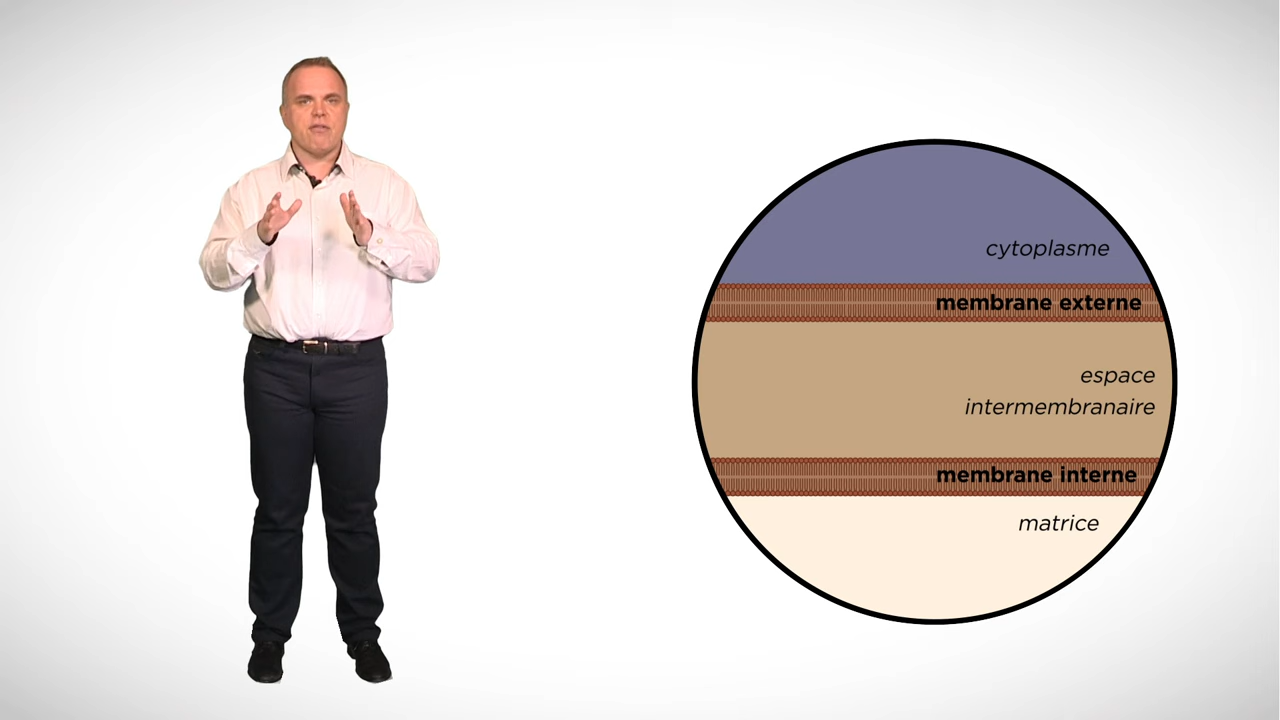 cytoplasme
membrane externe
espace
intermembranaire
membrane interne
matrice